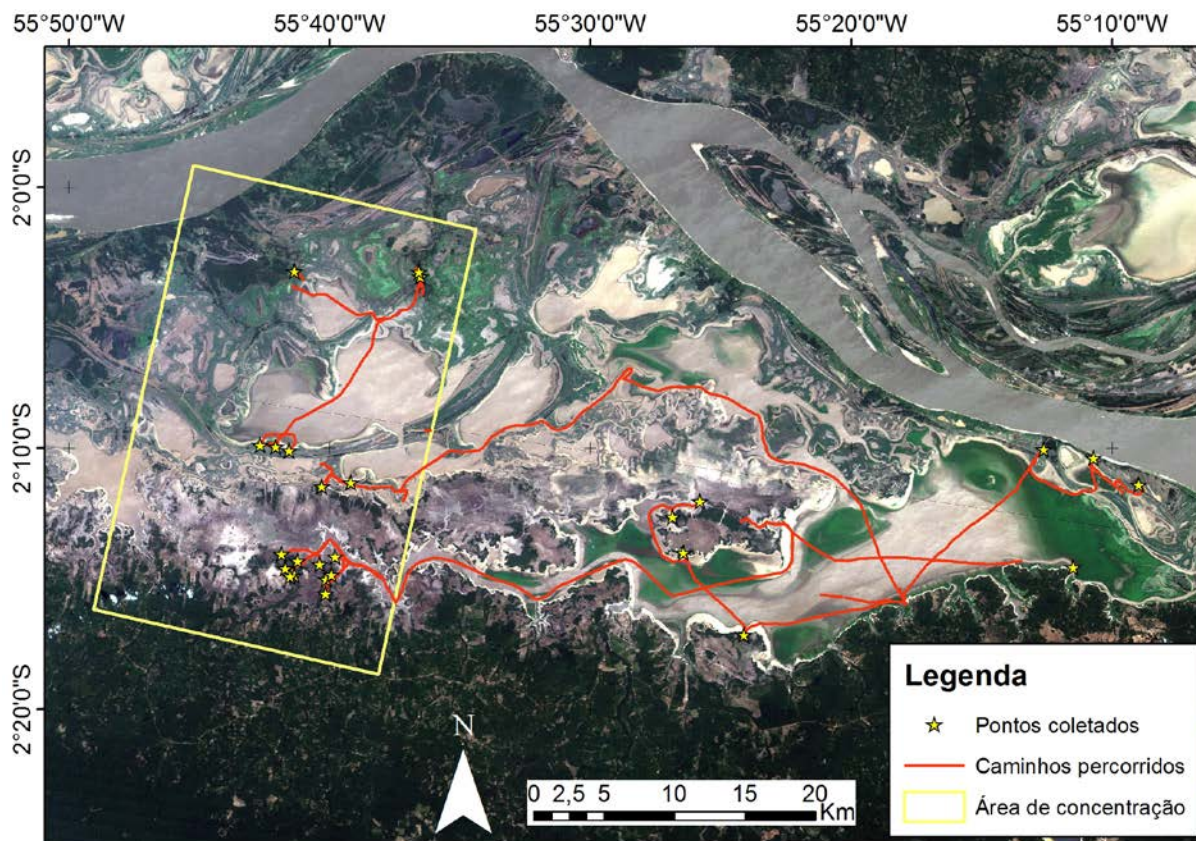 55°50'0"W 55°40'0"W 55°30'0"W 55°20'0"W 55°10'0"W
2°0'0"S
2°10'0"S
2°20'0"S
Legenda
Pontos coletados
Caminhos percorridos
Área de concentração
N
0 2,5 5 10 15 20
Km